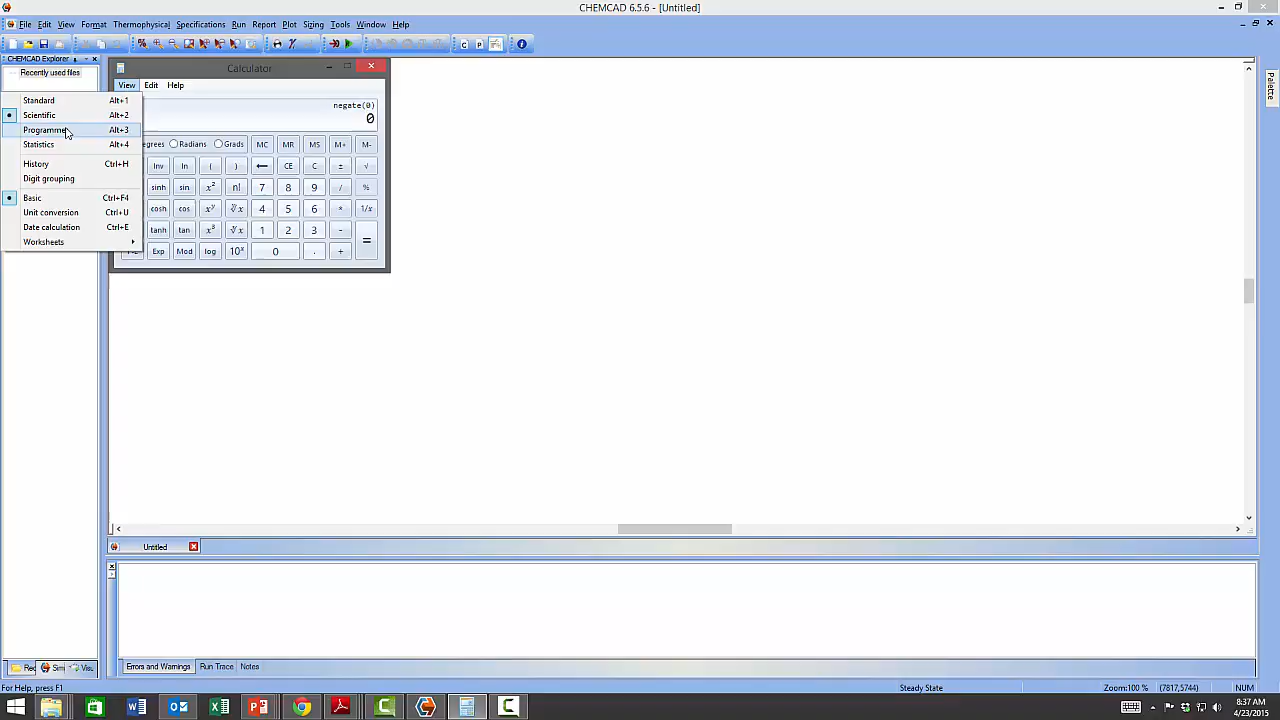 CHEMCAD 6.5.6 - [Untitled]
File Edit View Format Thermophysical Specifications Run Report Plot Sizing Tools Window Help
CHEMCAD Explorer
Recently used files
Calculator
View Edit Help
negate(0)
0
Standard Alt+1
Scientific Alt+2
Alt+3
Statistics Alt+4
History Ctrl+H
Digit grouping
Basic Ctrl+F4
Unit conversion Ctrl+U
Date calculation Ctrl+E
Worksheets
Radians Grads MC MR MS M+ M-
Inv ln ( ) ← CE C ± √
sinh sin x² n! 7 8 9 / %
cosh cos xʸ ʸ√x 4 5 6 * 1/x
tanh tan x³ ³√x 1 2 3 - =
Exp Mod log 10ˣ 0 . +
Palette
Untitled
Errors and Warnings Run Trace Notes
For Help, press F1
Steady State
Zoom:100 % (7817,5744) NUM
8:37 AM
4/23/2015